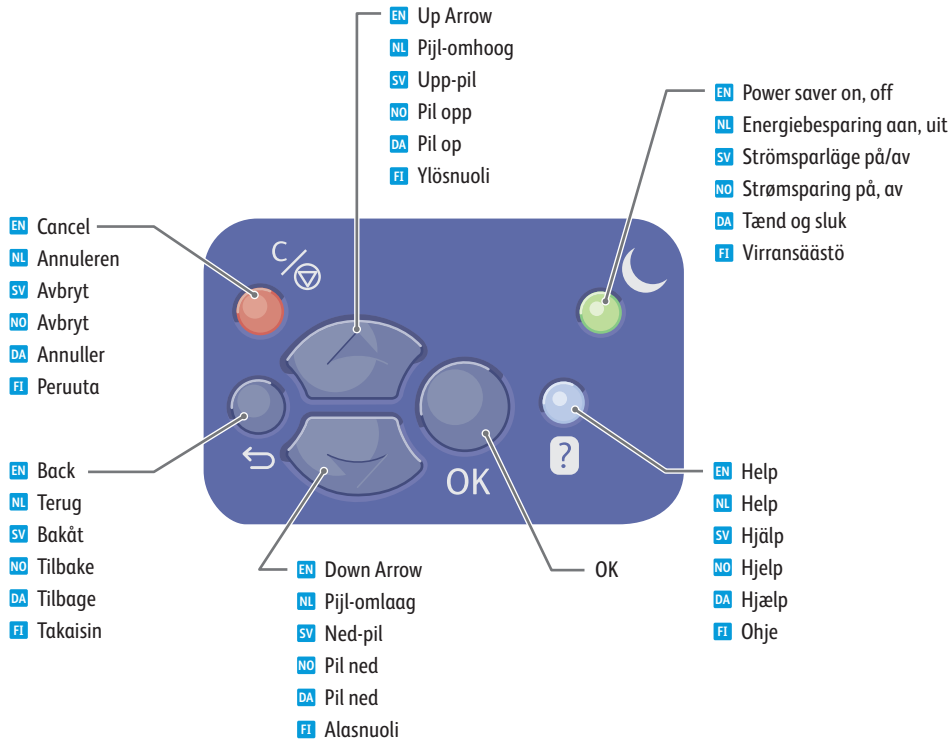 EN Up Arrow
NL Pijl-omhoog
SV Upp-pil
NO Pil opp
DA Pil op
FI Ylösnuoli
EN Power saver on, off
NL Energiebesparing aan, uit
SV Strömsparläge på/av
NO Strømsparing på, av
DA Tænd og sluk
FI Virransäästö
EN Cancel
NL Annuleren
SV Avbryt
NO Avbryt
DA Annuller
FI Peruuta
C/
OK
?
EN Back
NL Terug
SV Bakåt
NO Tilbake
DA Tilbage
FI Takaisin
EN Down Arrow
NL Pijl-omlaag
SV Ned-pil
NO Pil ned
DA Pil ned
FI Alasnuoli
OK
EN Help
NL Help
SV Hjälp
NO Hjelp
DA Hjælp
FI Ohje